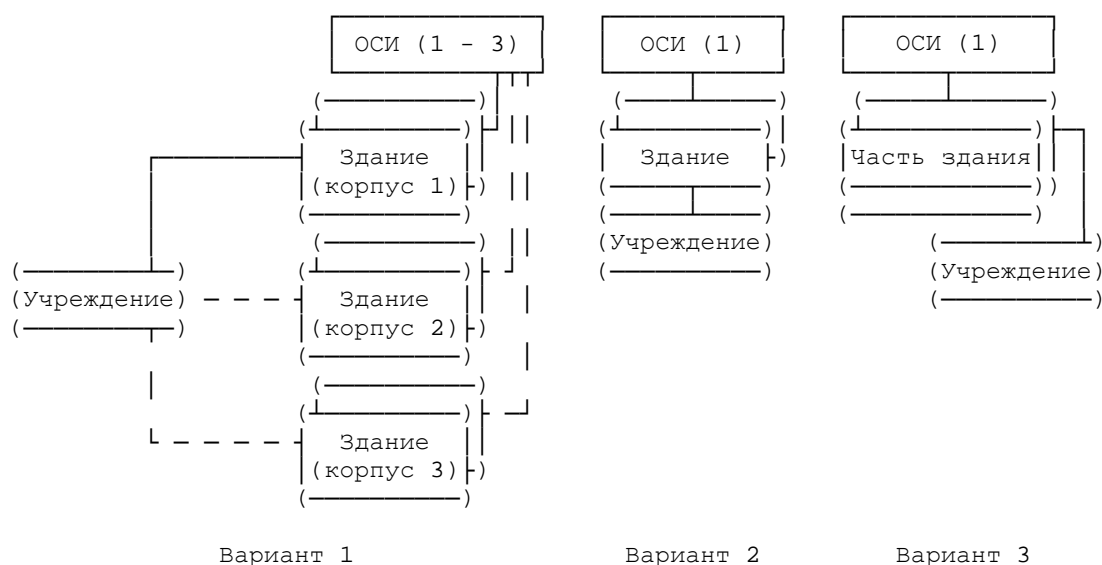 ОСИ (1 - 3) ОСИ (1) ОСИ (1)
Здание Здание Часть здания
(корпус 1)
(Учреждение)
(Учреждение) Здание (Учреждение)
(корпус 2)
Здание
(корпус 3)
Вариант 1 Вариант 2 Вариант 3